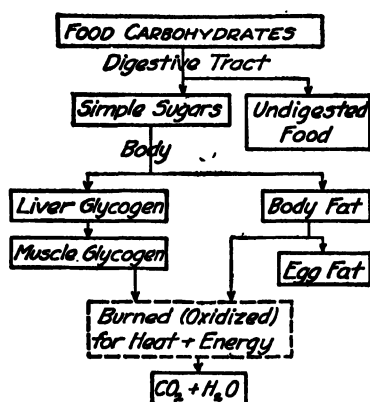 FOOD CARBOHYDRATES
Digestive Tract
Simple Sugars
Undigested
Food
Body
Liver Glycogen
Body Fat
Muscle Glycogen
Egg Fat
Burned (Oxidized)
for Heat + Energy
CO₂ + H₂O